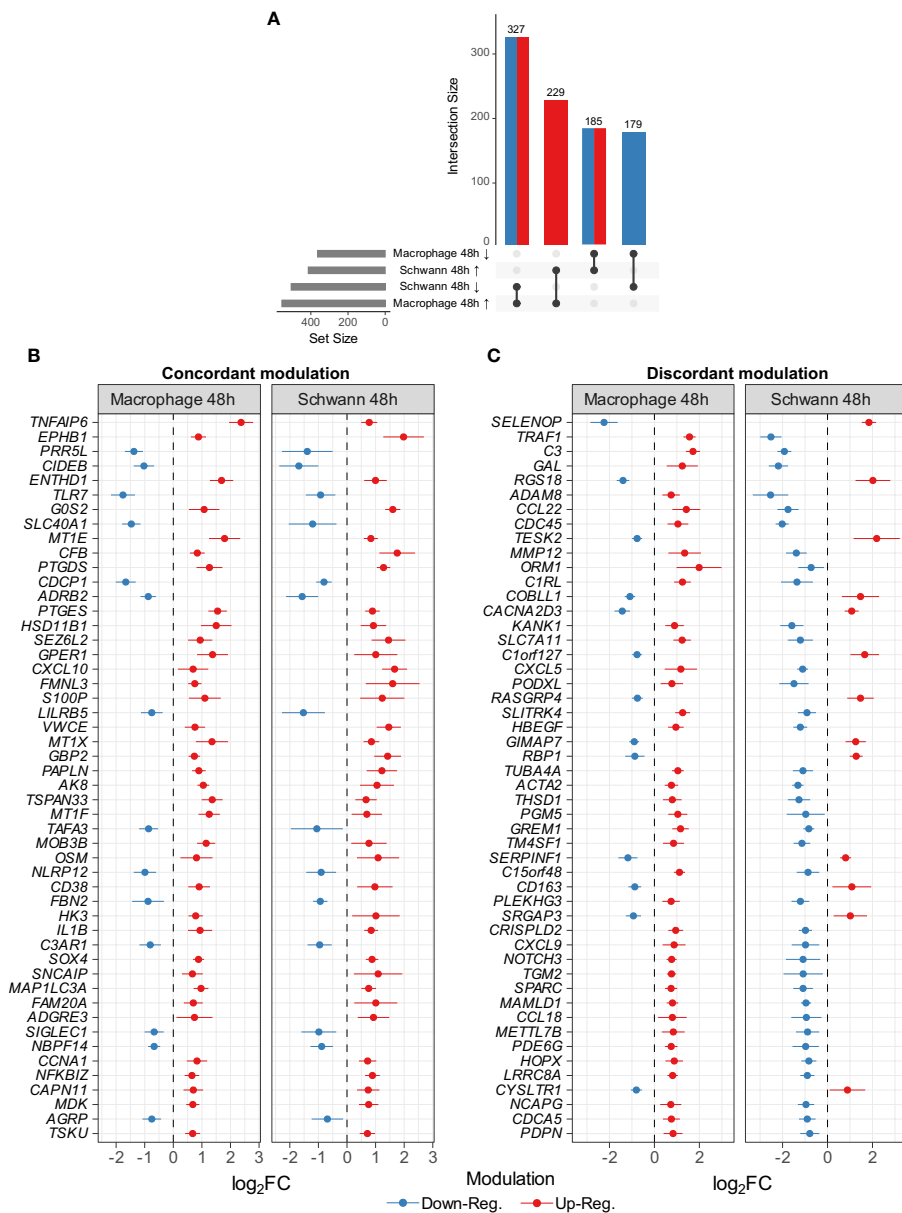 A
327
229
185
179
Intersection Size
300
200
100
0
Macrophage 48h ↓
Schwann 48h ↑
Schwann 48h ↓
Macrophage 48h ↑
400 200 0
Set Size
B
Concordant modulation
Macrophage 48h Schwann 48h
TNFAIP6
EPHB1
PRR5L
CIDEB
ENTHD1
TLR7
G0S2
SLC40A1
MT1E
CFB
PTGDS
CDCP1
ADRB2
PTGES
HSD11B1
SEZ6L2
GPER1
CXCL10
FMNL3
S100P
LILRB5
VWCE
MT1X
GBP2
PAPLN
AK8
TSPAN33
MT1F
TAFA3
MOB3B
OSM
NLRP12
CD38
FBN2
HK3
IL1B
C3AR1
SOX4
SNCAIP
MAP1LC3A
FAM20A
ADGRE3
SIGLEC1
NBPF14
CCNA1
NFKBIZ
CAPN11
MDK
AGRP
TSKU
-2 -1 0 1 2 3 -2 -1 0 1 2 3
log2FC
C
Discordant modulation
Macrophage 48h Schwann 48h
SELENOP
TRAF1
C3
GAL
RGS18
ADAM8
CCL22
CDC45
TESK2
MMP12
ORM1
C1RL
COBLL1
CACNA2D3
KANK1
SLC7A11
C1orf127
CXCL5
PODXL
RASGRP4
SLITRK4
HBEGF
GIMAP7
RBP1
TUBA4A
ACTA2
THSD1
PGM5
GREM1
TM4SF1
SERPINF1
C15orf48
CD163
PLEKHG3
SRGAP3
CRISPLD2
CXCL9
NOTCH3
TGM2
SPARC
MAMLD1
CCL18
METTL7B
PDE6G
HOPX
LRRC8A
CYSLTR1
NCAPG
CDCA5
PDPN
-2 0 2 -2 0 2
log2FC
Modulation
Down-Reg. Up-Reg.